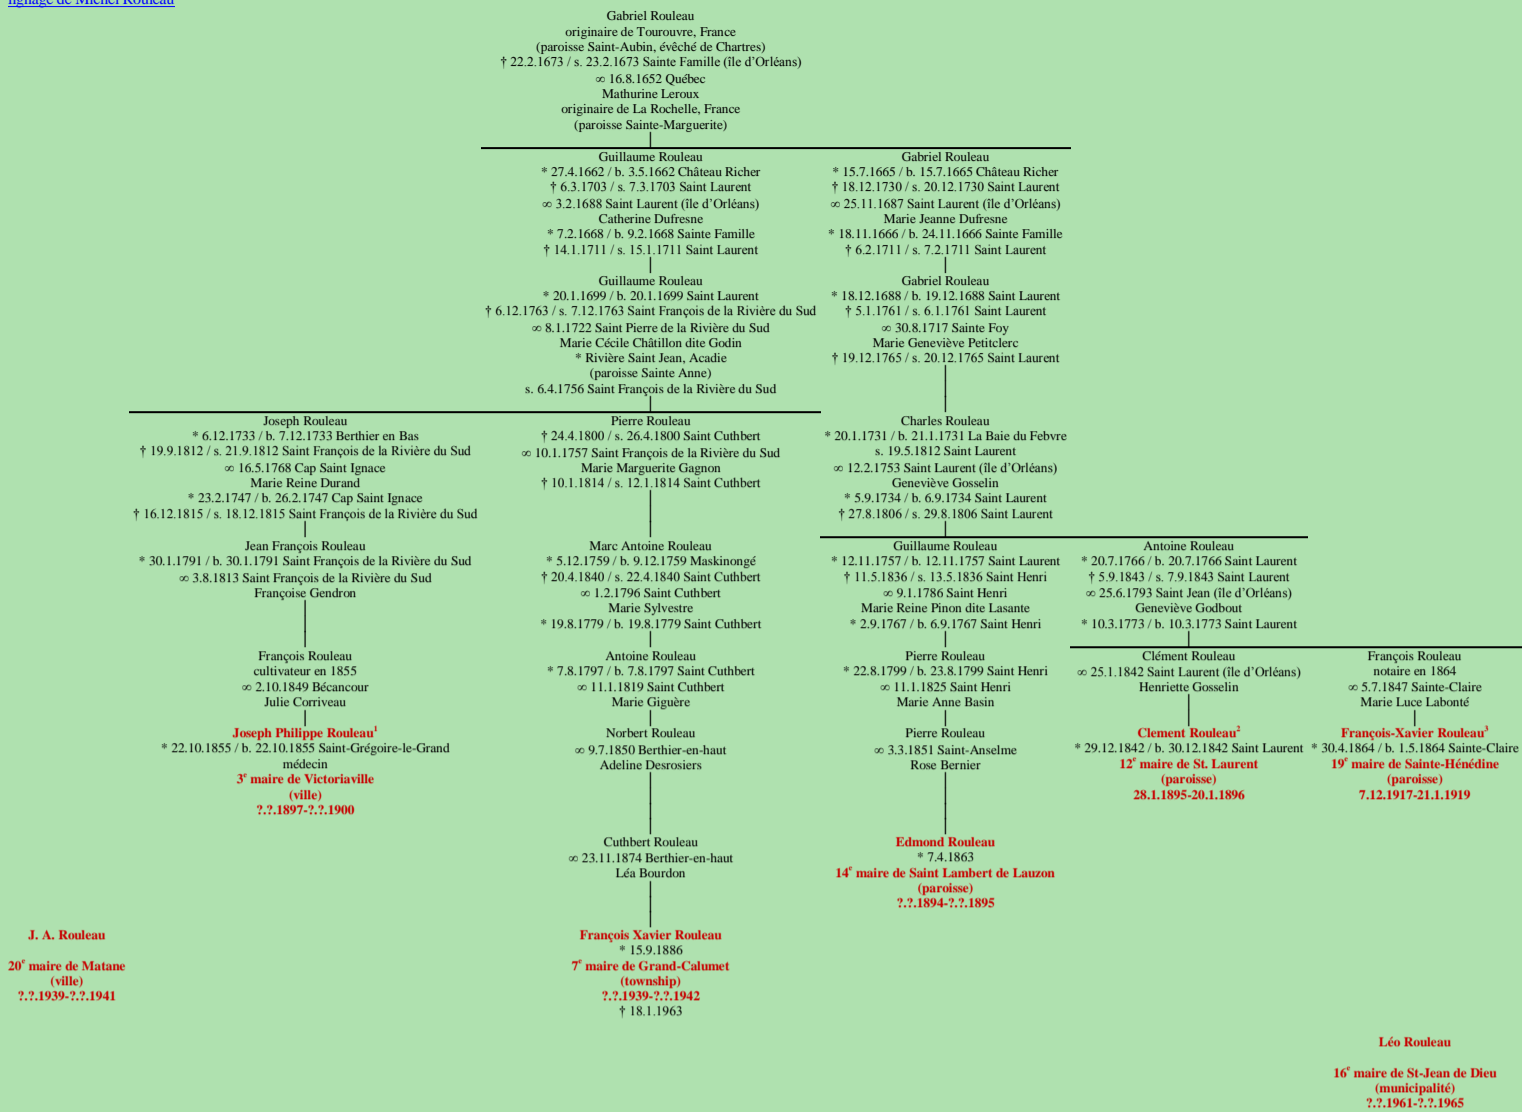 lignage de Michel Rouleau
Gabriel Rouleau
originaire de Tourouvre, France
(paroisse Saint-Aubin, évêché de Chartres)
† 22.2.1673 / s. 23.2.1673 Sainte Famille (île d'Orléans)
∞ 16.8.1652 Québec
Mathurine Leroux
originaire de La Rochelle, France
(paroisse Sainte-Marguerite)
Guillaume Rouleau
* 27.4.1662 / b. 3.5.1662 Château Richer
† 6.3.1703 / s. 7.3.1703 Saint Laurent
∞ 3.2.1688 Saint Laurent (île d'Orléans)
Catherine Dufresne
* 7.2.1668 / b. 9.2.1668 Sainte Famille
† 14.1.1711 / s. 15.1.1711 Saint Laurent
Gabriel Rouleau
* 15.7.1665 / b. 15.7.1665 Château Richer
† 18.12.1730 / s. 20.12.1730 Saint Laurent
∞ 25.11.1687 Saint Laurent (île d'Orléans)
Marie Jeanne Dufresne
* 18.11.1666 / b. 24.11.1666 Sainte Famille
† 6.2.1711 / s. 7.2.1711 Saint Laurent
Guillaume Rouleau
* 20.1.1699 / b. 20.1.1699 Saint Laurent
† 6.12.1763 / s. 7.12.1763 Saint François de la Rivière du Sud
∞ 8.1.1722 Saint Pierre de la Rivière du Sud
Marie Cécile Châtillon dite Godin
* Rivière Saint Jean, Acadie
(paroisse Sainte Anne)
s. 6.4.1756 Saint François de la Rivière du Sud
Gabriel Rouleau
* 18.12.1688 / b. 19.12.1688 Saint Laurent
† 5.1.1761 / s. 6.1.1761 Saint Laurent
∞ 30.8.1717 Sainte Foy
Marie Geneviève Petitclerc
† 19.12.1765 / s. 20.12.1765 Saint Laurent
Joseph Rouleau
* 6.12.1733 / b. 7.12.1733 Berthier en Bas
† 19.9.1812 / s. 21.9.1812 Saint François de la Rivière du Sud
∞ 16.5.1768 Cap Saint Ignace
Marie Reine Durand
* 23.2.1747 / b. 26.2.1747 Cap Saint Ignace
† 16.12.1815 / s. 18.12.1815 Saint François de la Rivière du Sud
Pierre Rouleau
† 24.4.1800 / s. 26.4.1800 Saint Cuthbert
∞ 10.1.1757 Saint François de la Rivière du Sud
Marie Marguerite Gagnon
† 10.1.1814 / s. 12.1.1814 Saint Cuthbert
Charles Rouleau
* 20.1.1731 / b. 21.1.1731 La Baie du Febvre
s. 19.5.1812 Saint Laurent
∞ 12.2.1753 Saint Laurent (île d'Orléans)
Geneviève Gosselin
* 5.9.1734 / b. 6.9.1734 Saint Laurent
† 27.8.1806 / s. 29.8.1806 Saint Laurent
Jean François Rouleau
* 30.1.1791 / b. 30.1.1791 Saint François de la Rivière du Sud
∞ 3.8.1813 Saint François de la Rivière du Sud
Françoise Gendron
Marc Antoine Rouleau
* 5.12.1759 / b. 9.12.1759 Maskinongé
† 20.4.1840 / s. 22.4.1840 Saint Cuthbert
∞ 1.2.1796 Saint Cuthbert
Marie Sylvestre
* 19.8.1779 / b. 19.8.1779 Saint Cuthbert
Guillaume Rouleau
* 12.11.1757 / b. 12.11.1757 Saint Laurent
† 11.5.1836 / s. 13.5.1836 Saint Henri
∞ 9.1.1786 Saint Henri
Marie Reine Pinon dite Lasante
* 2.9.1767 / b. 6.9.1767 Saint Henri
Antoine Rouleau
* 20.7.1766 / b. 20.7.1766 Saint Laurent
† 5.9.1843 / s. 7.9.1843 Saint Laurent
∞ 25.6.1793 Saint Jean (île d'Orléans)
Geneviève Godbout
* 10.3.1773 / b. 10.3.1773 Saint Laurent
François Rouleau
cultivateur en 1855
∞ 2.10.1849 Bécancour
Julie Corriveau
Antoine Rouleau
* 7.8.1797 / b. 7.8.1797 Saint Cuthbert
∞ 11.1.1819 Saint Cuthbert
Marie Giguère
Pierre Rouleau
* 22.8.1799 / b. 23.8.1799 Saint Henri
∞ 11.1.1825 Saint Henri
Marie Anne Basin
Clément Rouleau
∞ 25.1.1842 Saint Laurent (île d'Orléans)
Henriette Gosselin
François Rouleau
notaire en 1864
∞ 5.7.1847 Sainte-Claire
Marie Luce Labonté
Joseph Philippe Rouleau¹
* 22.10.1855 / b. 22.10.1855 Saint-Grégoire-le-Grand
médecin
3e maire de Victoriaville
(ville)
?.?.1897-?.?.1900
Norbert Rouleau
∞ 9.7.1850 Berthier-en-haut
Adeline Desrosiers
Pierre Rouleau
∞ 3.3.1851 Saint-Anselme
Rose Bernier
Clement Rouleau²
* 29.12.1842 / b. 30.12.1842 Saint Laurent
12e maire de St. Laurent
(paroisse)
28.1.1895-20.1.1896
François-Xavier Rouleau³
* 30.4.1864 / b. 1.5.1864 Sainte-Claire
19e maire de Sainte-Hénédine
(paroisse)
7.12.1917-21.1.1919
Cuthbert Rouleau
∞ 23.11.1874 Berthier-en-haut
Léa Bourdon
Edmond Rouleau
* 7.4.1863
14e maire de Saint Lambert de Lauzon
(paroisse)
?.?.1894-?.?.1895
J. A. Rouleau
20e maire de Matane
(ville)
?.?.1939-?.?.1941
François Xavier Rouleau
* 15.9.1886
7e maire de Grand-Calumet
(township)
?.?.1939-?.?.1942
† 18.1.1963
Léo Rouleau
16e maire de St-Jean de Dieu
(municipalité)
?.?.1961-?.?.1965